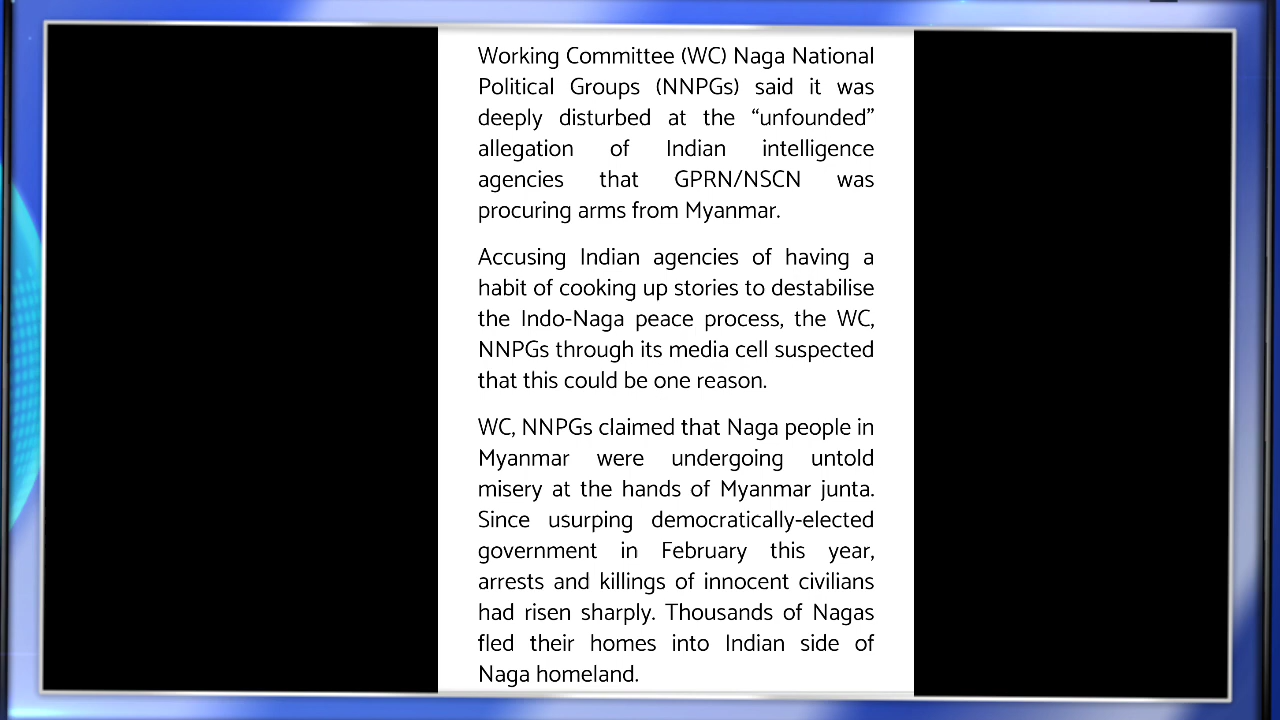 Working Committee (WC) Naga National
Political Groups (NNPGs) said it was
deeply disturbed at the “unfounded”
allegation of Indian intelligence
agencies that GPRN/NSCN was
procuring arms from Myanmar.
Accusing Indian agencies of having a
habit of cooking up stories to destabilise
the Indo-Naga peace process, the WC,
NNPGs through its media cell suspected
that this could be one reason.
WC, NNPGs claimed that Naga people in
Myanmar were undergoing untold
misery at the hands of Myanmar junta.
Since usurping democratically-elected
government in February this year,
arrests and killings of innocent civilians
had risen sharply. Thousands of Nagas
fled their homes into Indian side of
Naga homeland.